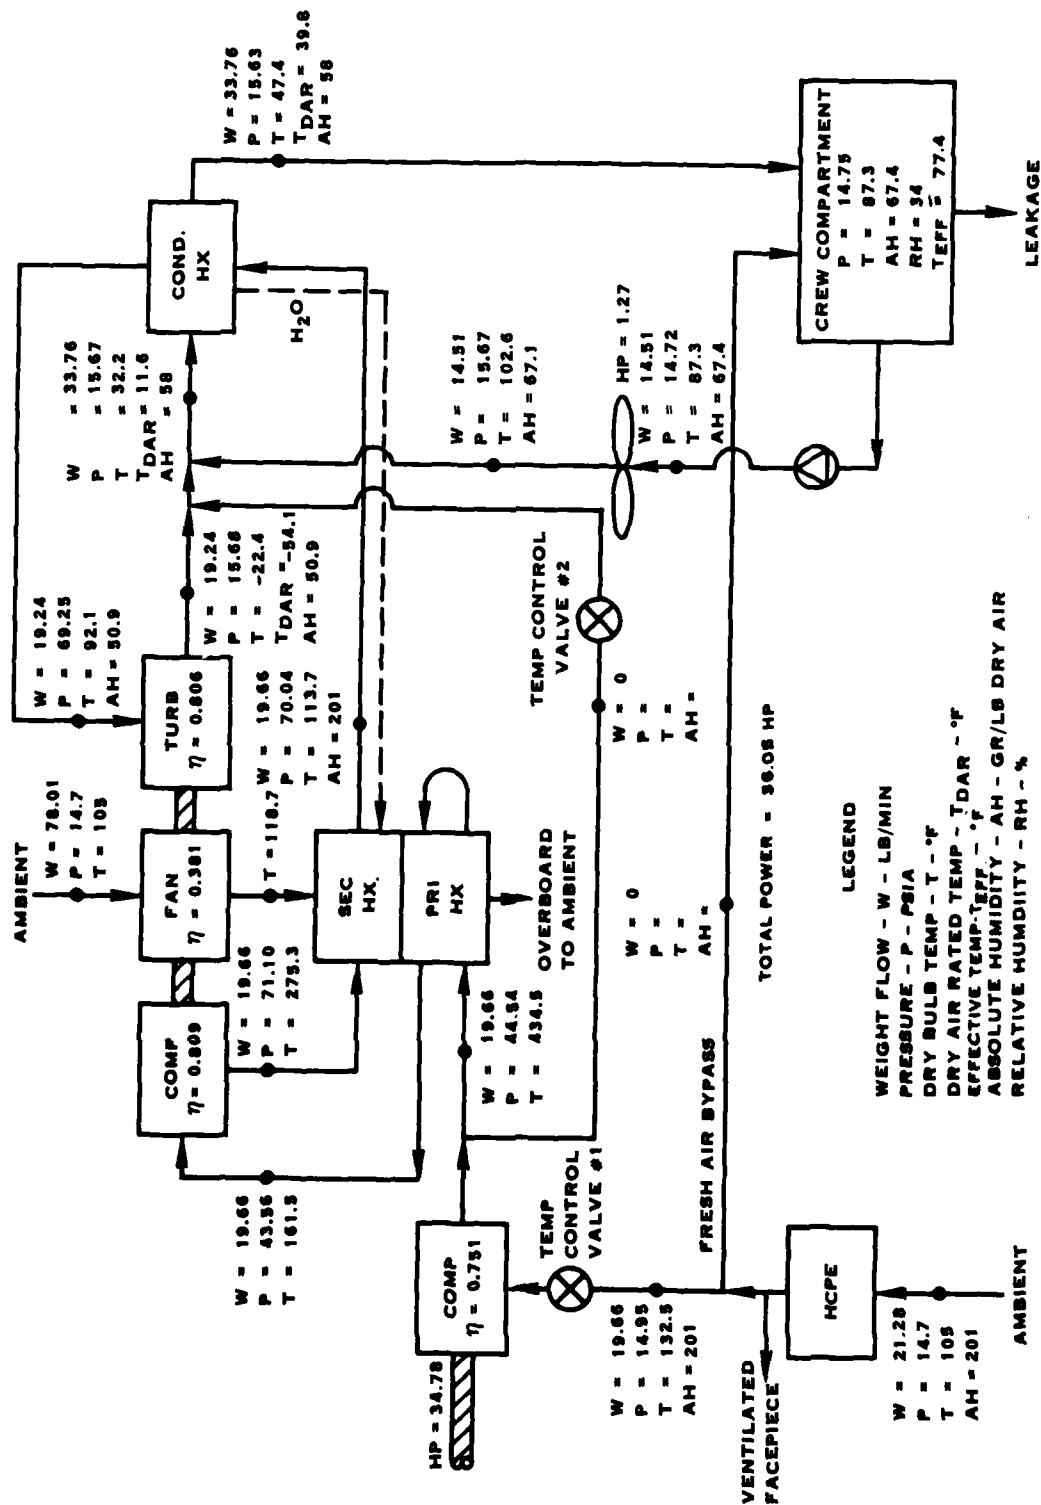 AMBIENT
W = 78.01
P = 14.7
T = 105
COMP
η = 0.809
FAN
η = 0.381
TURB
η = 0.806
COND.
HX
W = 19.24
P = 69.25
T = 92.1
AH = 50.9
W = 33.76
P = 15.67
T = 32.2
TDAR = 11.6
AH = 58
W = 33.76
P = 15.63
T = 47.4
TDAR = 39.8
AH = 58
W = 19.66
P = 43.56
T = 161.5
W = 19.66
P = 71.10
T = 275.3
T = 118.7
W = 19.66
P = 70.04
T = 113.7
AH = 201
W = 19.24
P = 15.68
T = -22.4
TDAR = -54.1
AH = 50.9
H2O
SEC
HX.
PRI
HX
OVERBOARD
TO AMBIENT
W = 14.51
P = 15.67
T = 102.6
AH = 67.1
HP = 34.78
COMP
η = 0.751
W = 19.66
P = 44.54
T = 434.5
TEMP
CONTROL
VALVE #1
TEMP CONTROL
VALVE #2
HP = 1.27
W = 14.51
P = 14.72
T = 87.3
AH = 67.4
W = 19.66
P = 14.95
T = 132.5
AH = 201
W = 0
P =
T =
AH =
W = 0
P =
T =
AH =
FRESH AIR BYPASS
TOTAL POWER = 36.05 HP
VENTILATED
FACEPIECE
HCPE
W = 21.28
P = 14.7
T = 105
AH = 201
AMBIENT
CREW COMPARTMENT
P = 14.75
T = 87.3
AH = 67.4
RH = 34
TEFF = 77.4
LEAKAGE
LEGEND
WEIGHT FLOW - W - LB/MIN
PRESSURE - P - PSIA
DRY BULB TEMP - T - °F
DRY AIR RATED TEMP - TDAR - °F
EFFECTIVE TEMP-TEFF - °F
ABSOLUTE HUMIDITY - AH - GR/LB DRY AIR
RELATIVE HUMDITY - RH - %